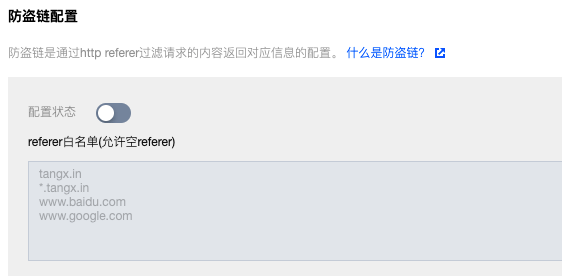 防盗链配置
防盗链是通过http referer过滤请求的内容返回对应信息的配置。 什么是防盗链?
配置状态
referer白名单(允许空referer)
tangx.in
*.tangx.in
www.baidu.com
www.google.com